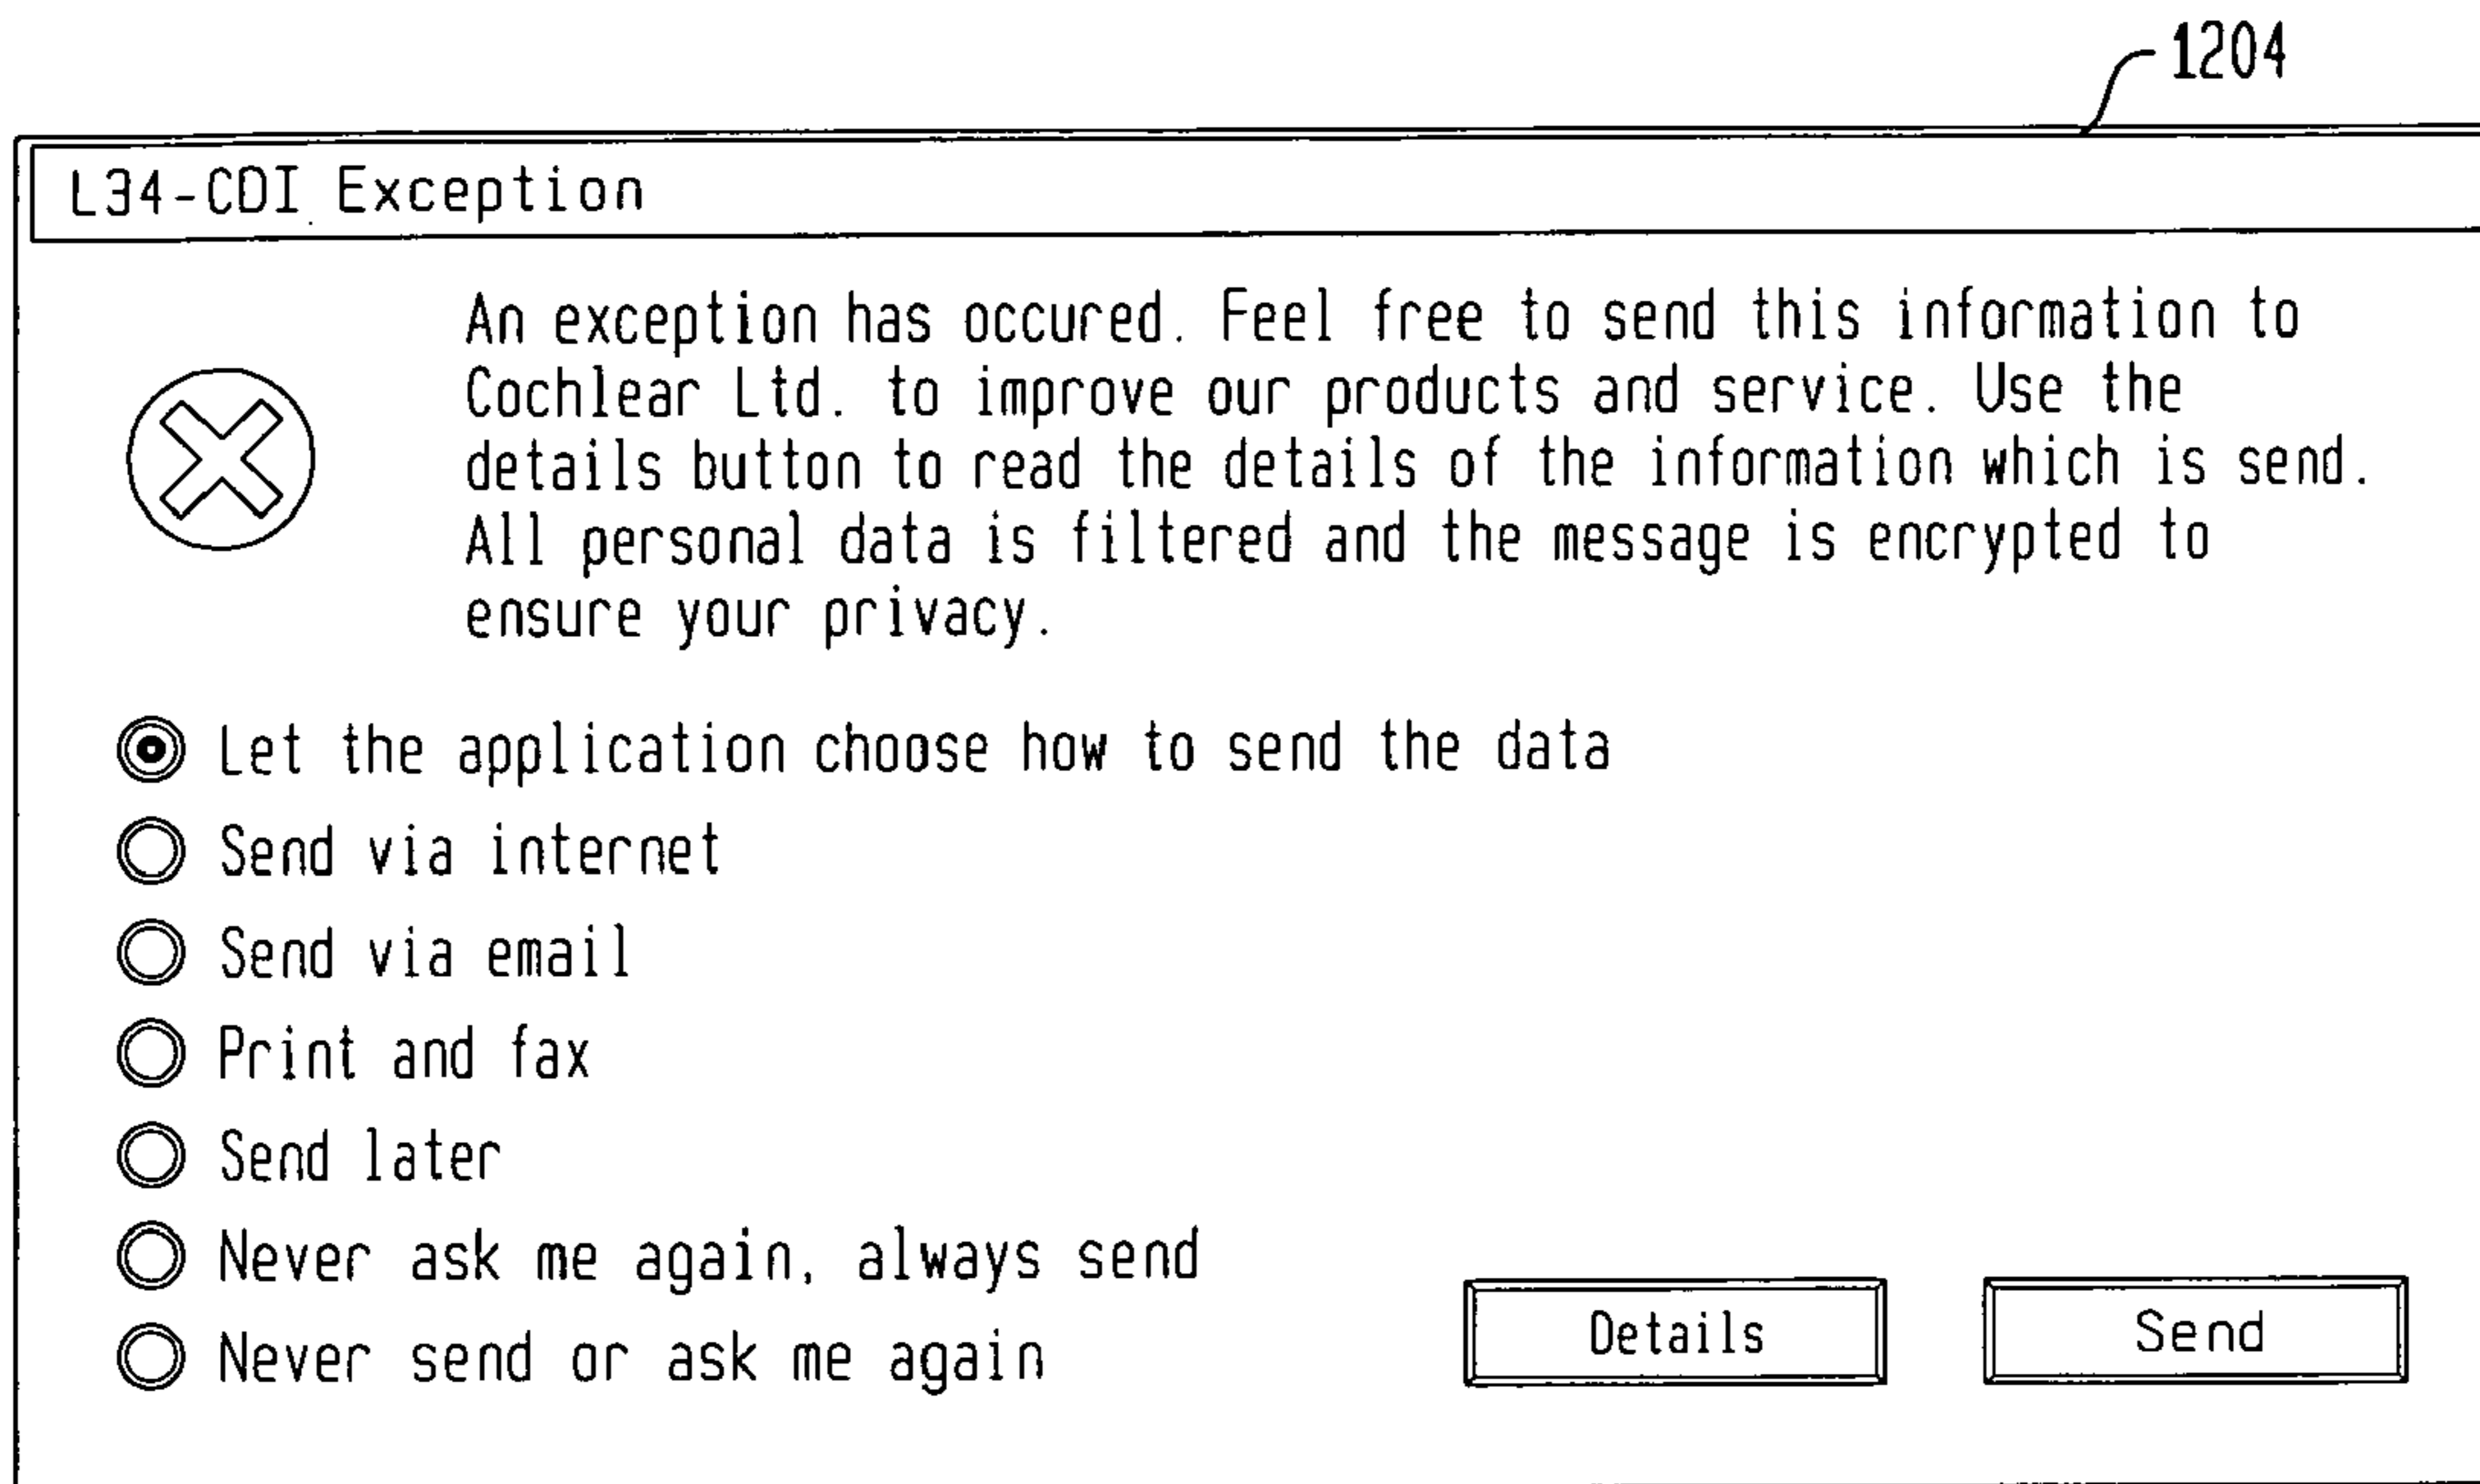 1204
L34-CDI Exception
An exception has occured. Feel free to send this information to
Cochlear Ltd. to improve our products and service. Use the
details button to read the details of the information which is send.
All personal data is filtered and the message is encrypted to
ensure your privacy.
Let the application choose how to send the data
Send via internet
Send via email
Print and fax
Send later
Never ask me again, always send
Never send or ask me again
Details
Send